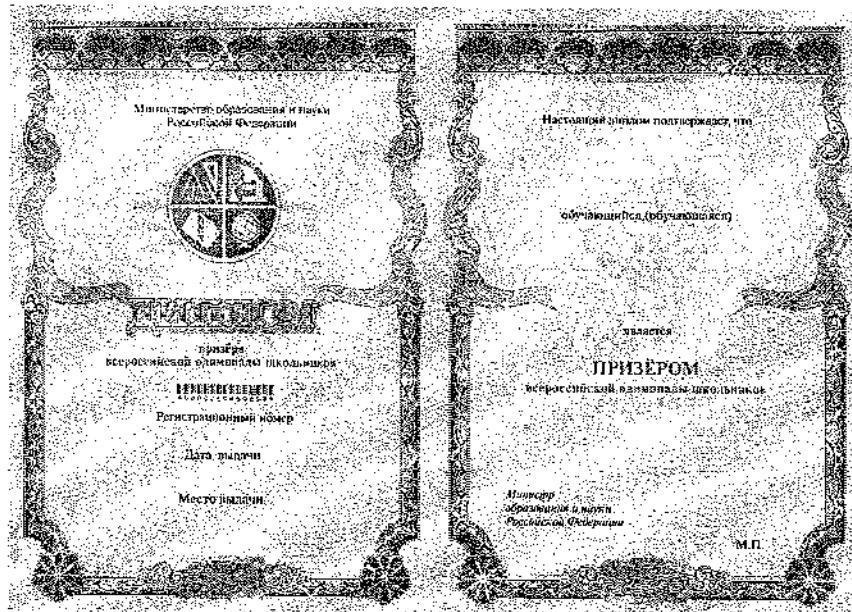 Министерство образования и науки
Российской Федерации
ДИПЛОМ
призёра
всероссийской олимпиады школьников
Регистрационный номер
Дата выдачи
Место выдачи
Настоящий диплом подтверждает, что
обучающийся (обучающаяся)
является
ПРИЗЁРОМ
всероссийской олимпиады школьников
Министр
образования и науки
Российской Федерации
М.П.